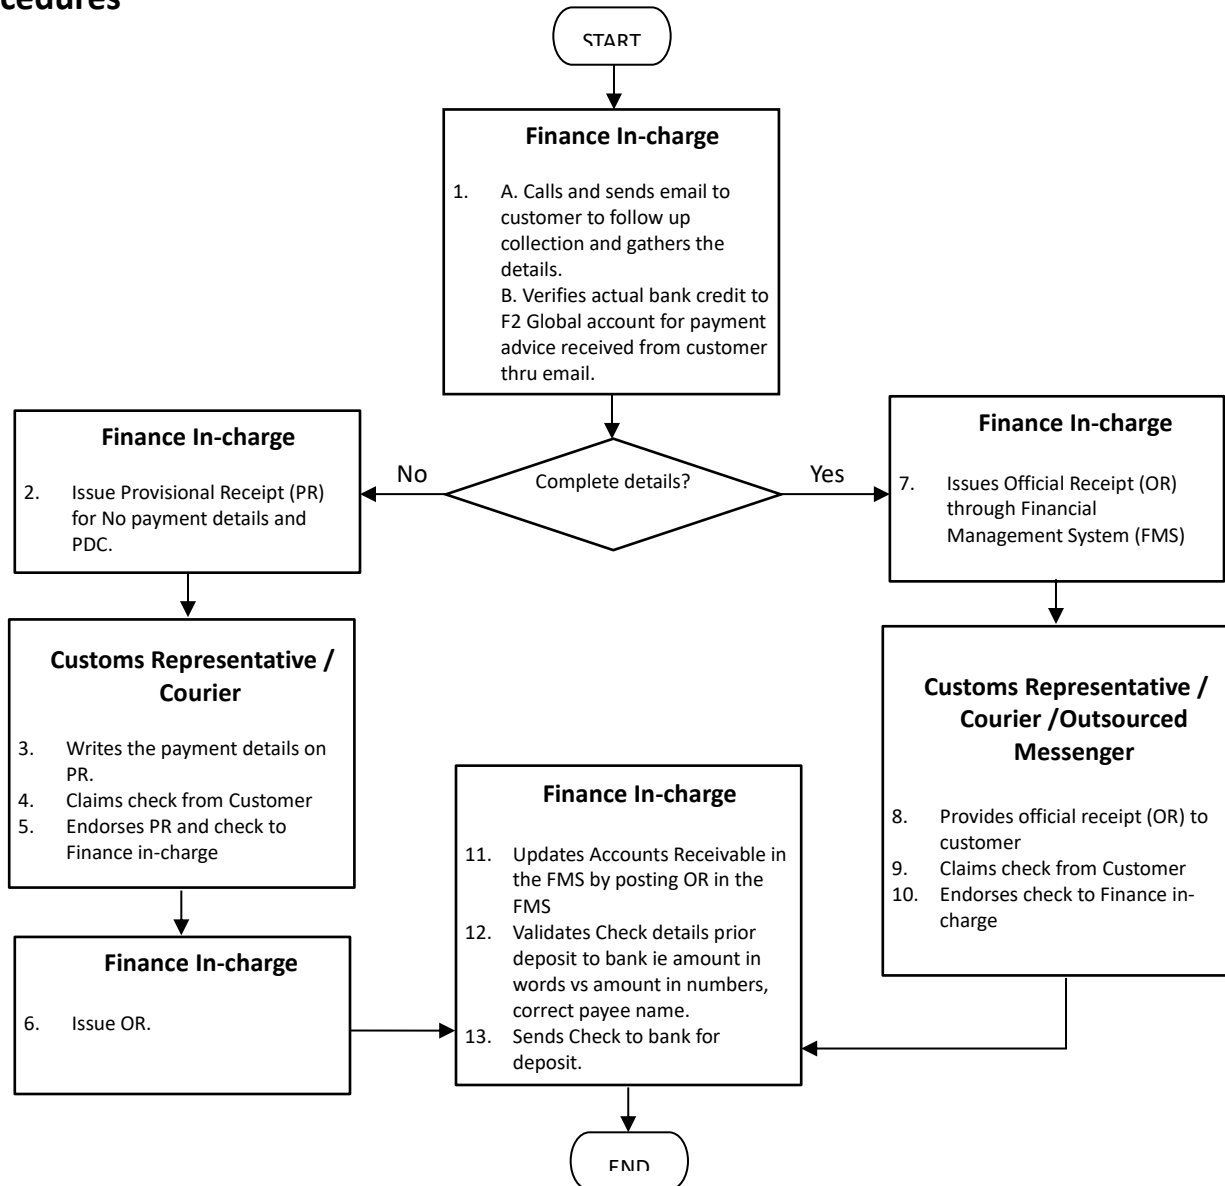 START
Finance In-charge
1. A. Calls and sends email to
customer to follow up
collection and gathers the
details.
B. Verifies actual bank credit to
F2 Global account for payment
advice received from customer
thru email.
Complete details?
No
Yes
Finance In-charge
2. Issue Provisional Receipt (PR)
for No payment details and
PDC.
Customs Representative /
Courier
3. Writes the payment details on
PR.
4. Claims check from Customer
5. Endorses PR and check to
Finance in-charge
Finance In-charge
6. Issue OR.
Finance In-charge
7. Issues Official Receipt (OR)
through Financial
Management System (FMS)
Customs Representative /
Courier /Outsourced
Messenger
8. Provides official receipt (OR) to
customer
9. Claims check from Customer
10. Endorses check to Finance in-
charge
Finance In-charge
11. Updates Accounts Receivable in
the FMS by posting OR in the
FMS
12. Validates Check details prior
deposit to bank ie amount in
words vs amount in numbers,
correct payee name.
13. Sends Check to bank for
deposit.
END